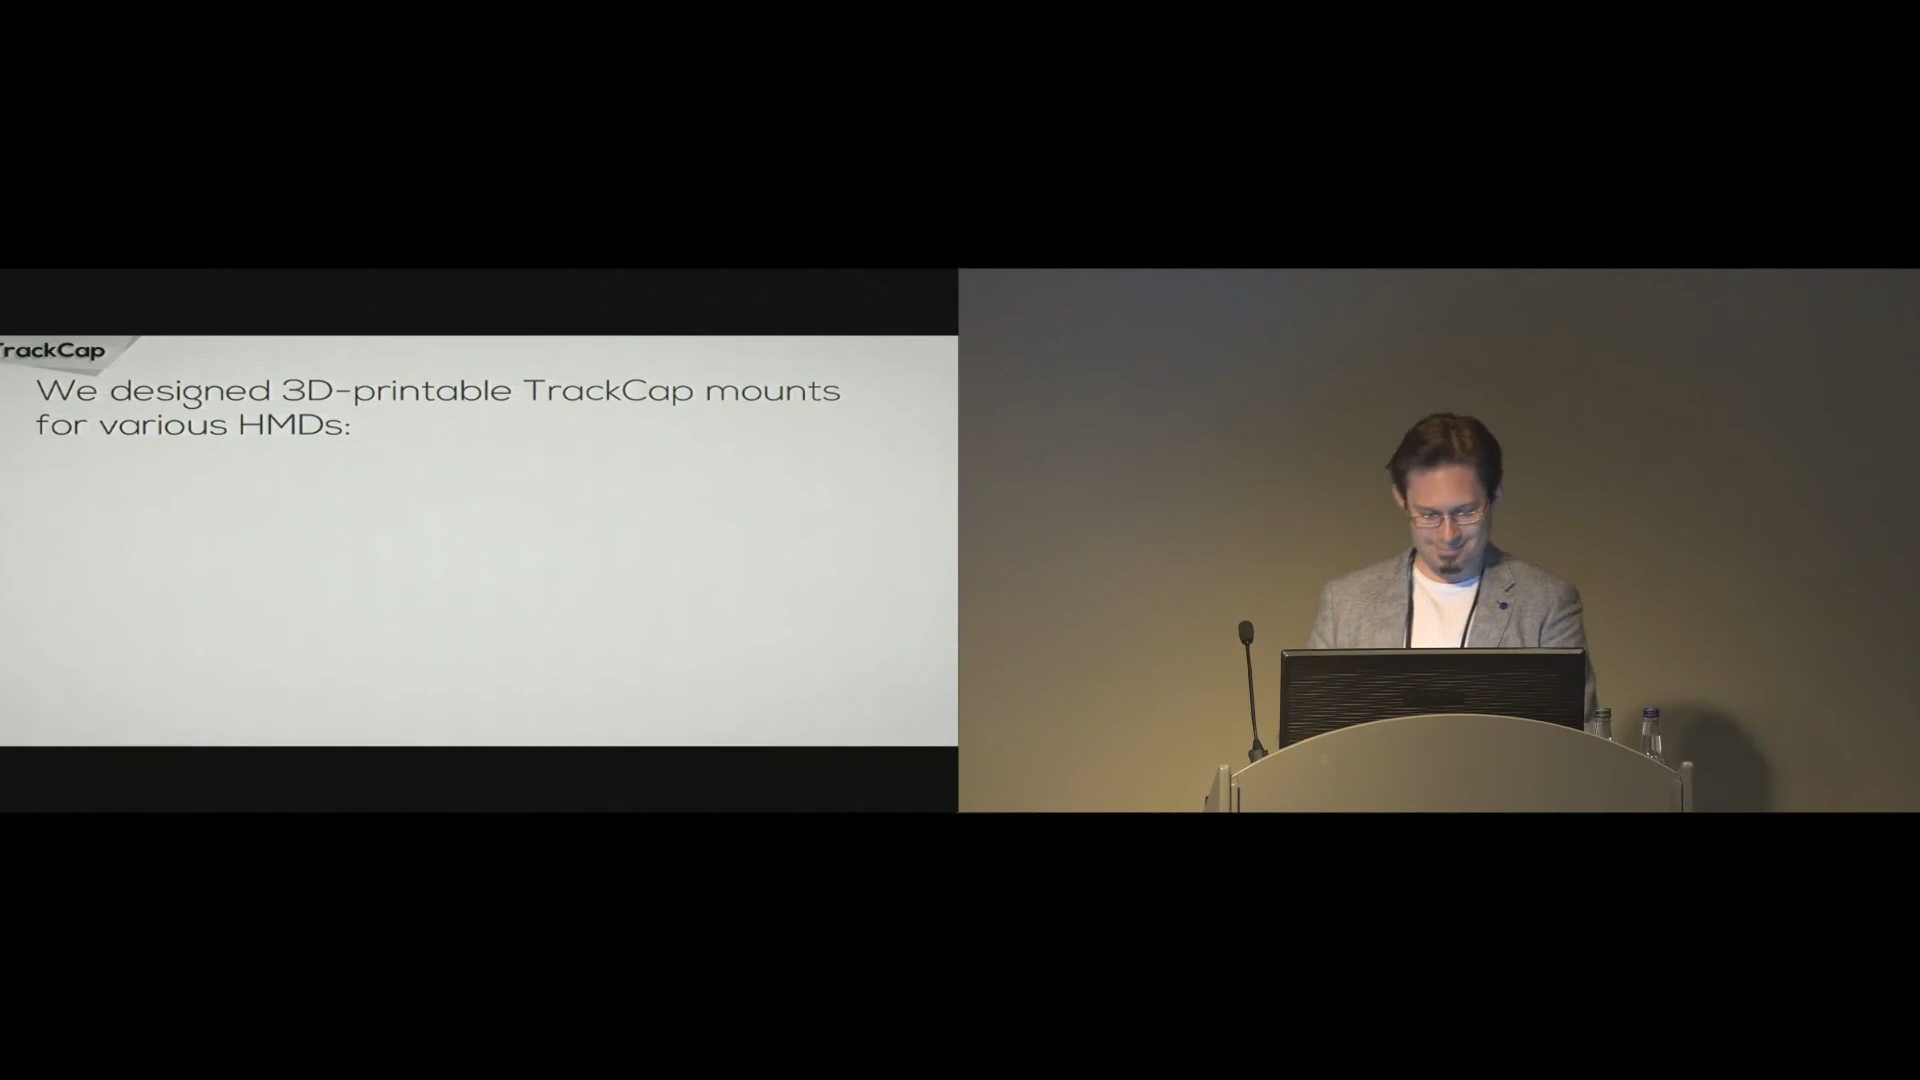 TrackCap
We designed 3D-printable TrackCap mounts
for various HMDs: